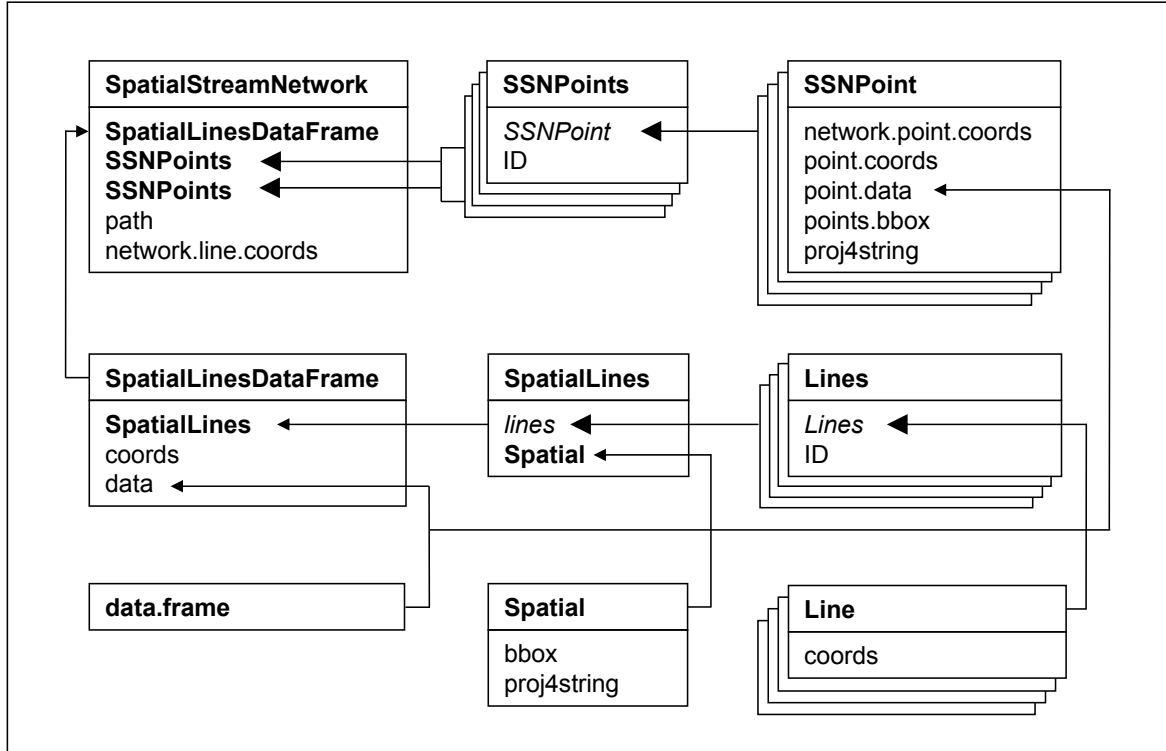 SpatialStreamNetwork
SpatialLinesDataFrame
SSNPoints
SSNPoints
path
network.line.coords
SSNPoints
SSNPoint
ID
SSNPoint
network.point.coords
point.coords
point.data
points.bbox
proj4string
SpatialLinesDataFrame
SpatialLines
coords
data
SpatialLines
lines
Spatial
Lines
Lines
ID
data.frame
Spatial
bbox
proj4string
Line
coords